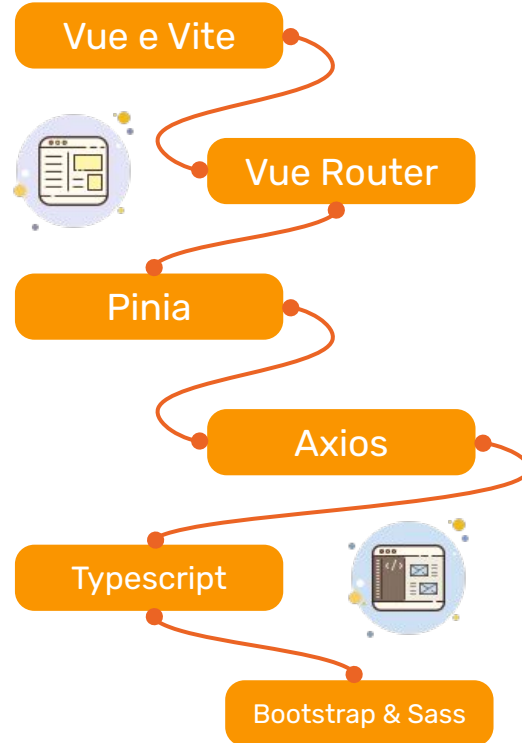 Vue e Vite
Vue Router
Pinia
Axios
Typescript
Bootstrap & Sass